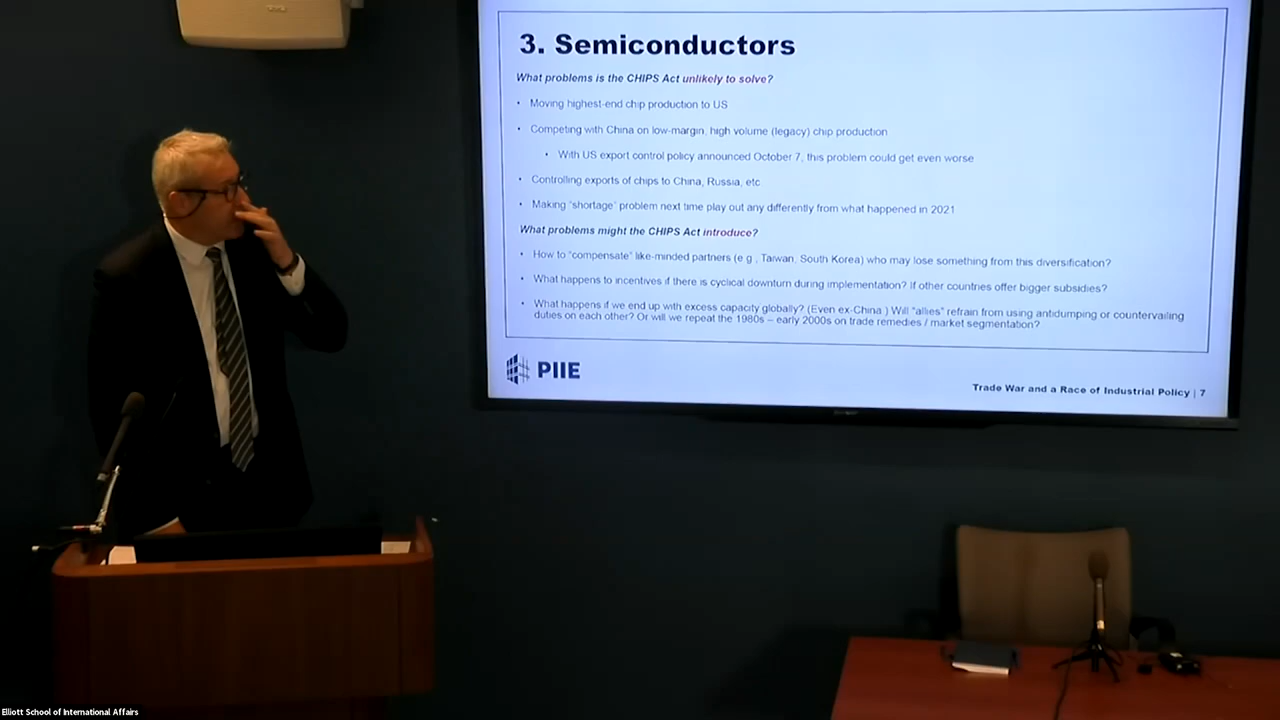 3. Semiconductors
What problems is the CHIPS Act unlikely to solve?
• Moving highest-end chip production to US
• Competing with China on low-margin, high volume (legacy) chip production
• With US export control policy announced October 7, this problem could get even worse
• Controlling exports of chips to China, Russia, etc
• Making "shortage" problem next time play out any differently from what happened in 2021
What problems might the CHIPS Act introduce?
• How to "compensate" like-minded partners (e.g., Taiwan, South Korea) who may lose something from this diversification?
• What happens to incentives if there is cyclical downturn during implementation? If other countries offer bigger subsidies?
• What happens if we end up with excess capacity globally? (Even ex-China.) Will "allies" refrain from using antidumping or countervailing
duties on each other? Or will we repeat the 1980s – early 2000s on trade remedies / market segmentation?
PIIE
Trade War and a Race of Industrial Policy | 7
Elliott School of International Affairs